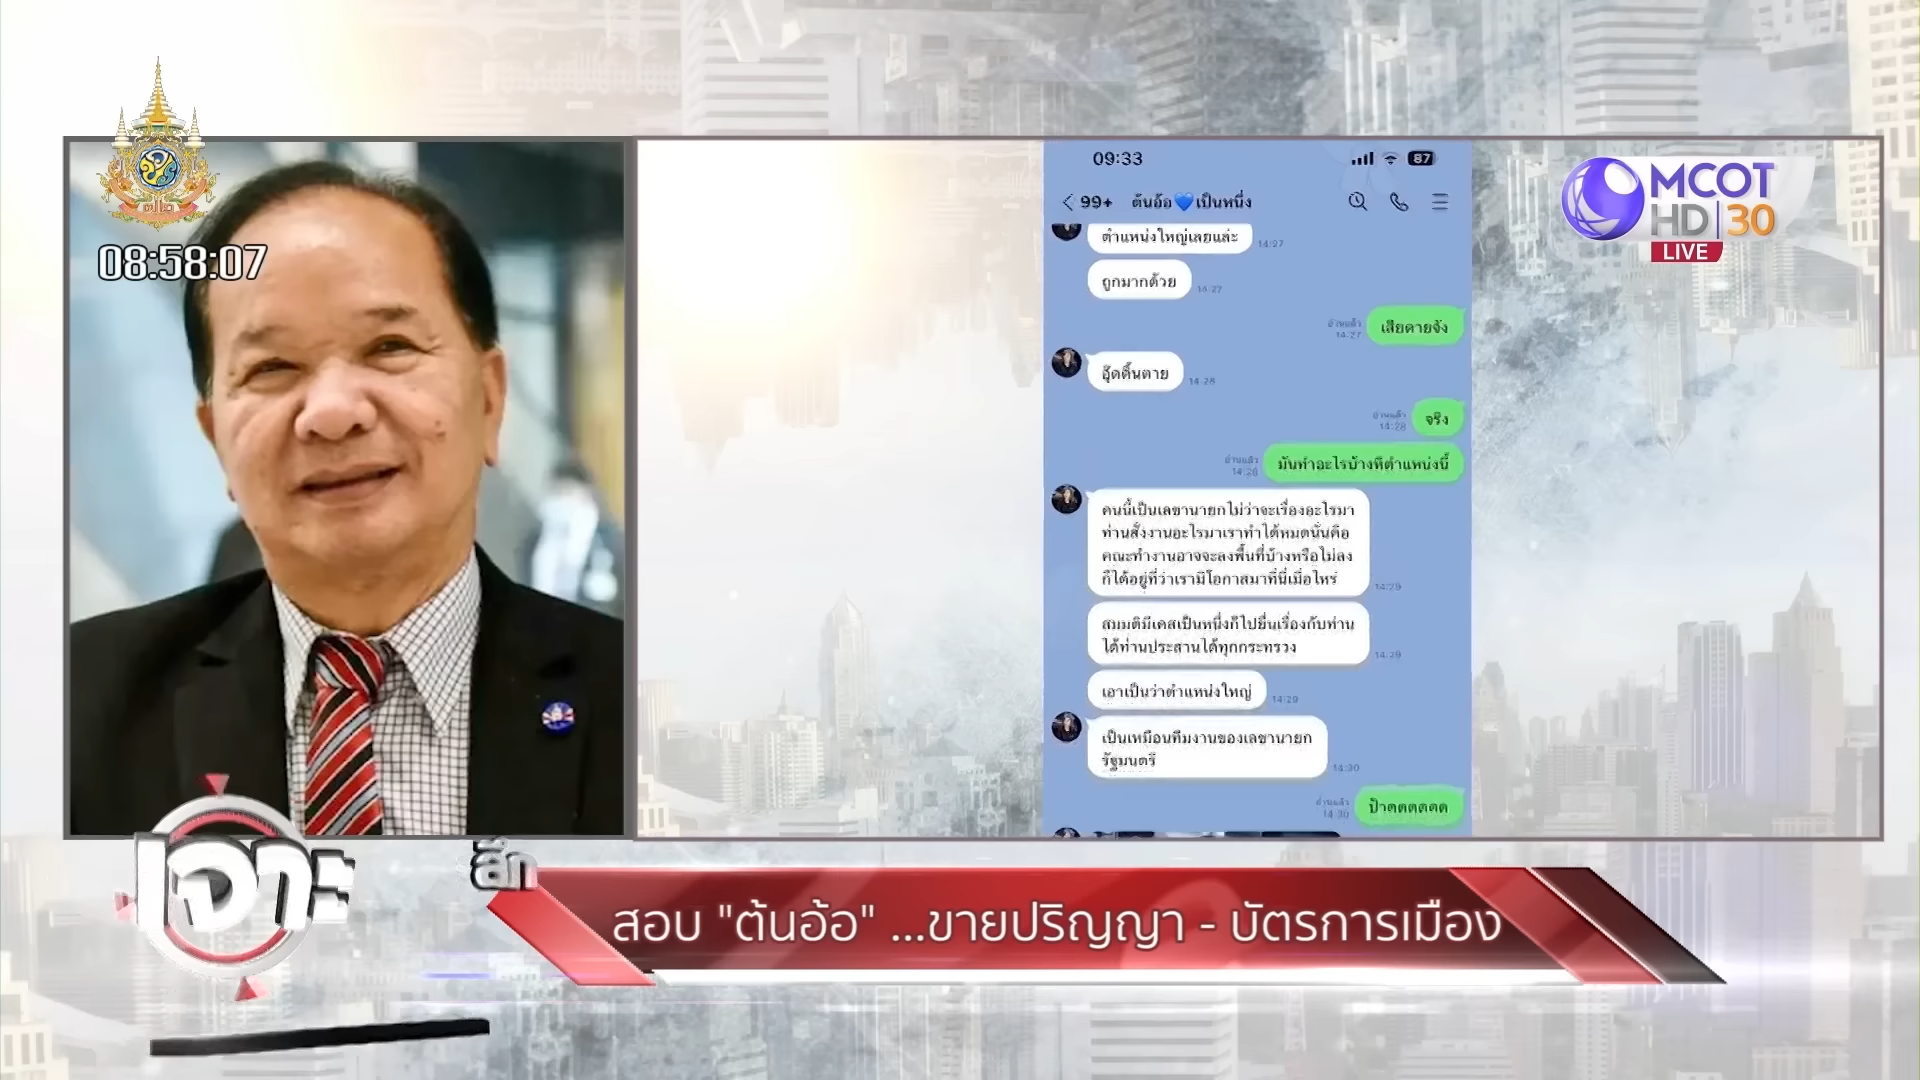 ๗๒
08:58:07
MCOT
HD 30
LIVE
09:33
87
99+ ต้นอ้อ💙เป็นหนึ่ง
ตำแหน่งใหญ่เลยแล่ะ
14:27
ถูกมากด้วย
14:27
เสียดายจัง
อ่านแล้ว
14:27
อุ๊ดดิ้นตาย
14:28
จริง
อ่านแล้ว
14:28
มันทำอะไรบ้างพี่ตำแหน่งนี้
อ่านแล้ว
14:28
คนนี้เป็นเลขานายกไม่ว่าจะเรื่องอะไรมา
ท่านสั่งงานอะไรมาเราทำได้หมดนั่นคือ
คณะทำงานอาจจะลงพื้นที่บ้างหรือไม่ลง
ก็ได้อยู่ที่ว่าเรามีโอกาสมาที่นี่เมื่อไหร่
14:29
สมมติมีเคสเป็นหนึ่งก็ไปยื่นเรื่องกับท่าน
ได้ท่านประสานได้ทุกกระทรวง
14:29
เอาเป็นว่าตำแหน่งใหญ่
14:29
เป็นเหมือนทีมงานของเลขานายก
รัฐมนตรี
14:30
ป้าดดดดดด
อ่านแล้ว
14:30
เจาะ
ลึก
สอบ "ต้นอ้อ" ...ขายปริญญา - บัตรการเมือง